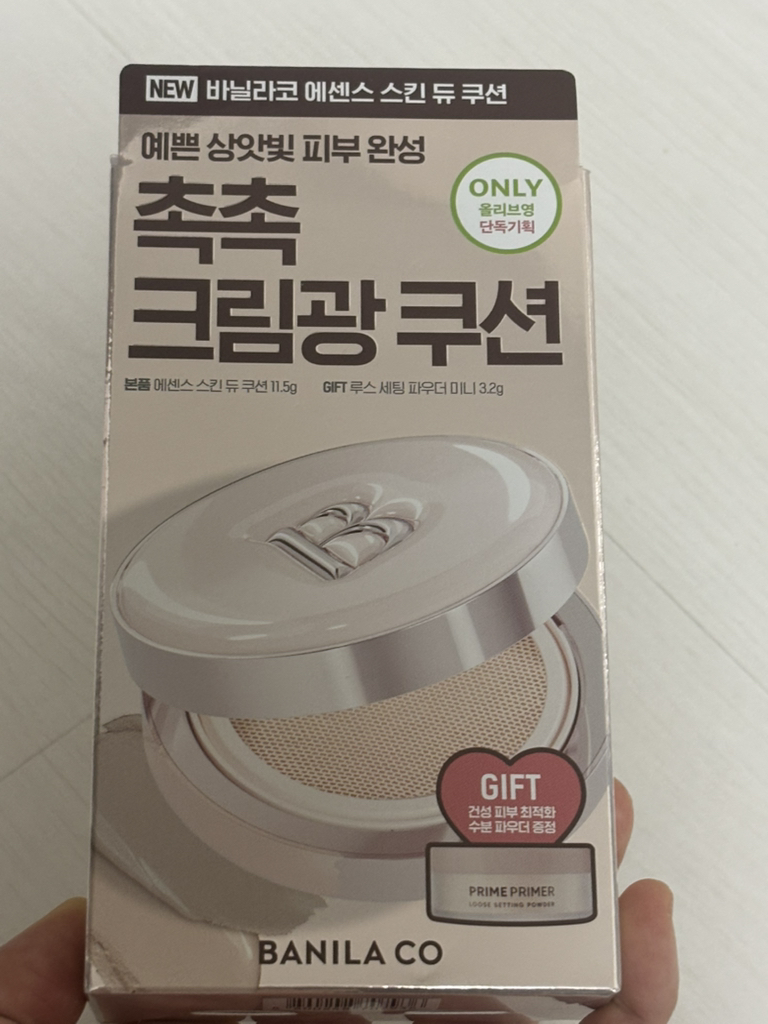 NEW 바닐라코 에센스 스킨 듀 쿠션
예쁜 상앗빛 피부 완성
촉촉
크림광 쿠션
ONLY
올리브영
단독기획
본품 에센스 스킨 듀 쿠션 11.5g GIFT 루스 세팅 파우더 미니 3.2g
B
GIFT
건성 피부 최적화
수분 파우더 증정
PRIME PRIMER
LOOSE SETTING POWDER
BANILA CO